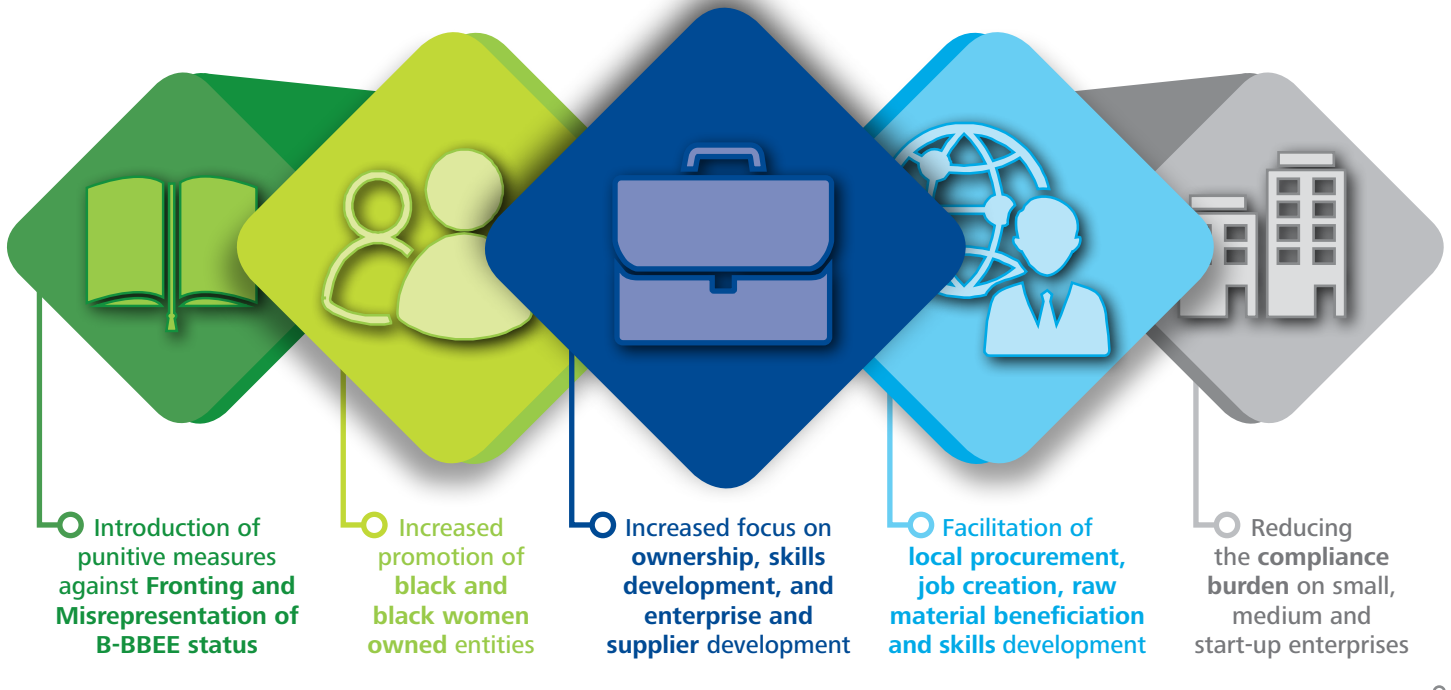 Introduction of
punitive measures
against Fronting and
Misrepresentation of
B-BBEE status
Increased
promotion of
black and
black women
owned entities
Increased focus on
ownership, skills
development, and
enterprise and
supplier development
Facilitation of
local procurement,
job creation, raw
material beneficiation
and skills development
Reducing
the compliance
burden on small,
medium and
start-up enterprises